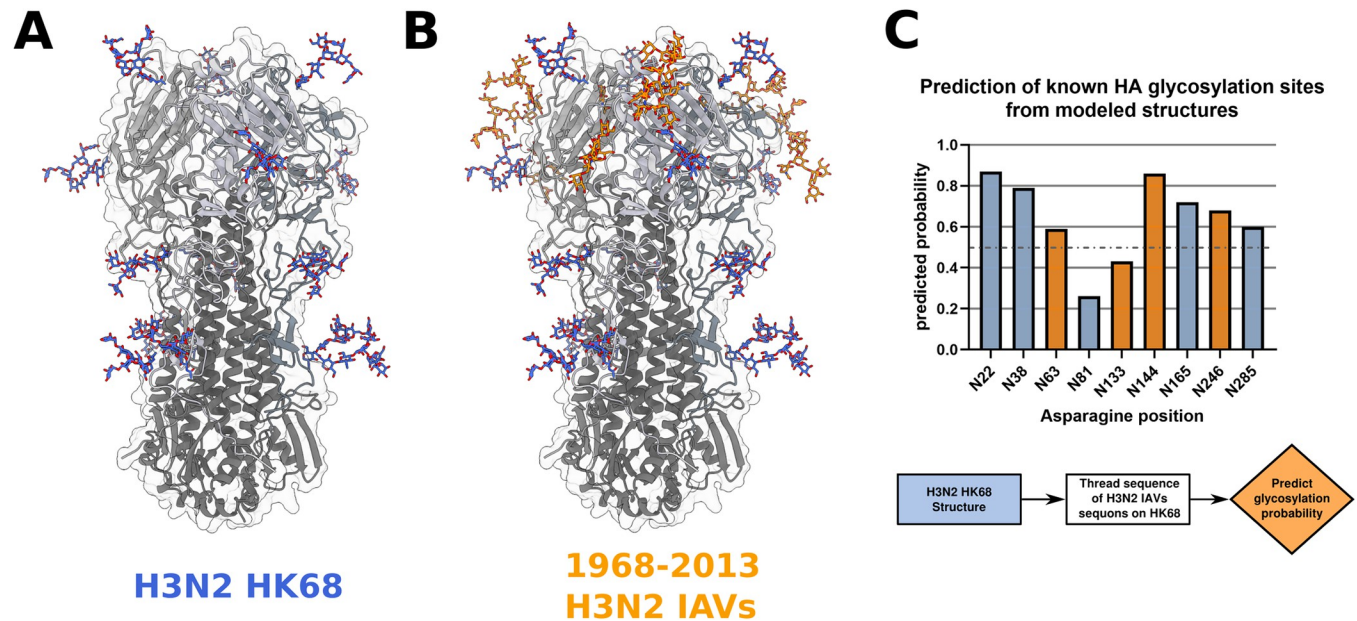 A
B
C
H3N2 HK68
1968-2013
H3N2 IAVs
Prediction of known HA glycosylation sites
from modeled structures
predicted probability
1.0
0.8
0.6
0.4
0.2
0.0
N22
N38
N63
N81
N133
N144
N165
N246
N285
Asparagine position
H3N2 HK68
Structure
Thread sequence
of H3N2 IAVs
sequons on HK68
Predict
glycosylation
probability